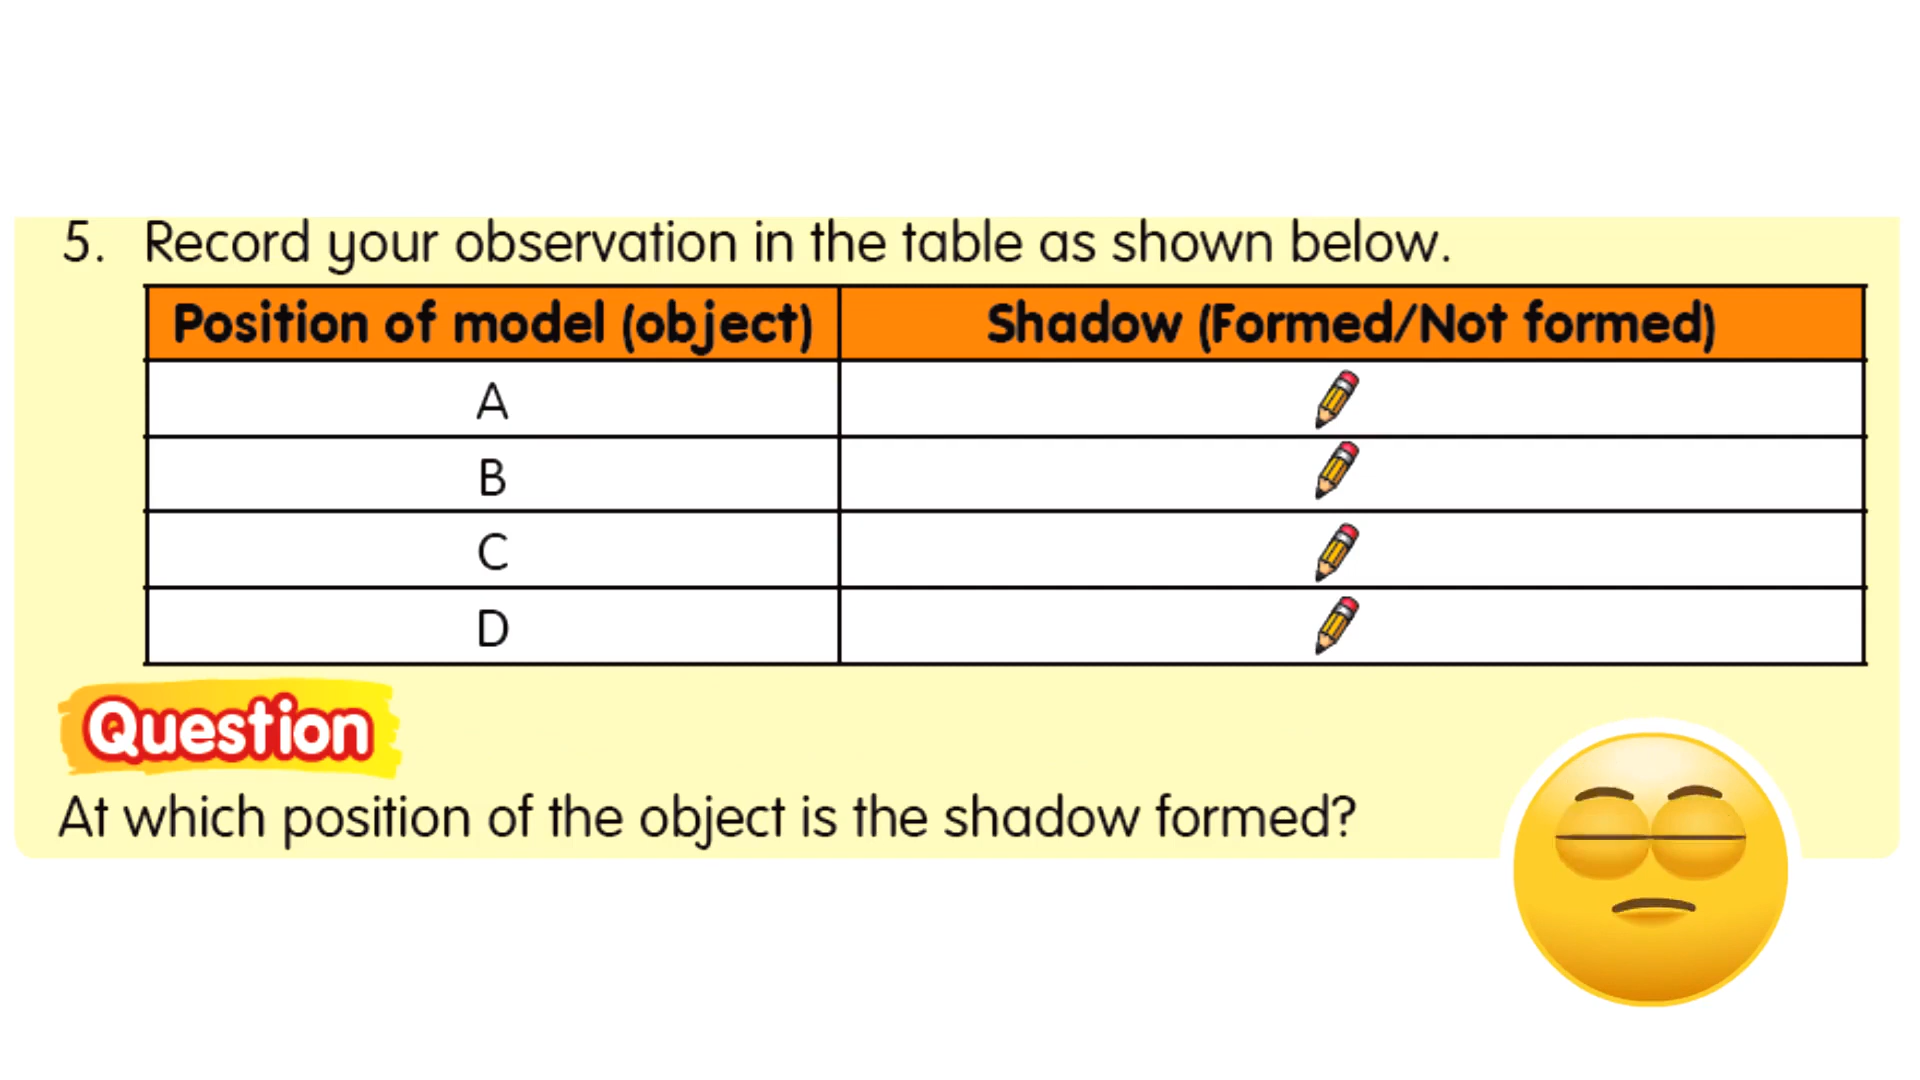 5. Record your observation in the table as shown below.
Position of model (object) Shadow (Formed/Not formed)
A
B
C
D
Question
At which position of the object is the shadow formed?